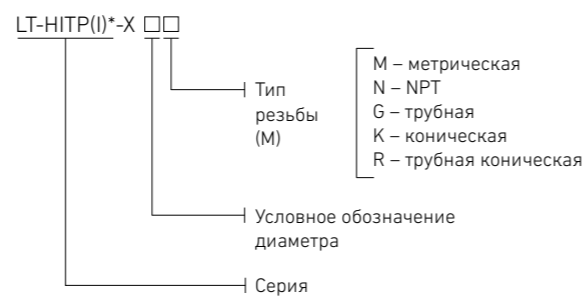 LT-HITP(I)*-X □□
Тип
резьбы
(М)
М – метрическая
N – NPT
G – трубная
K – коническая
R – трубная коническая
Условное обозначение
диаметра
Серия